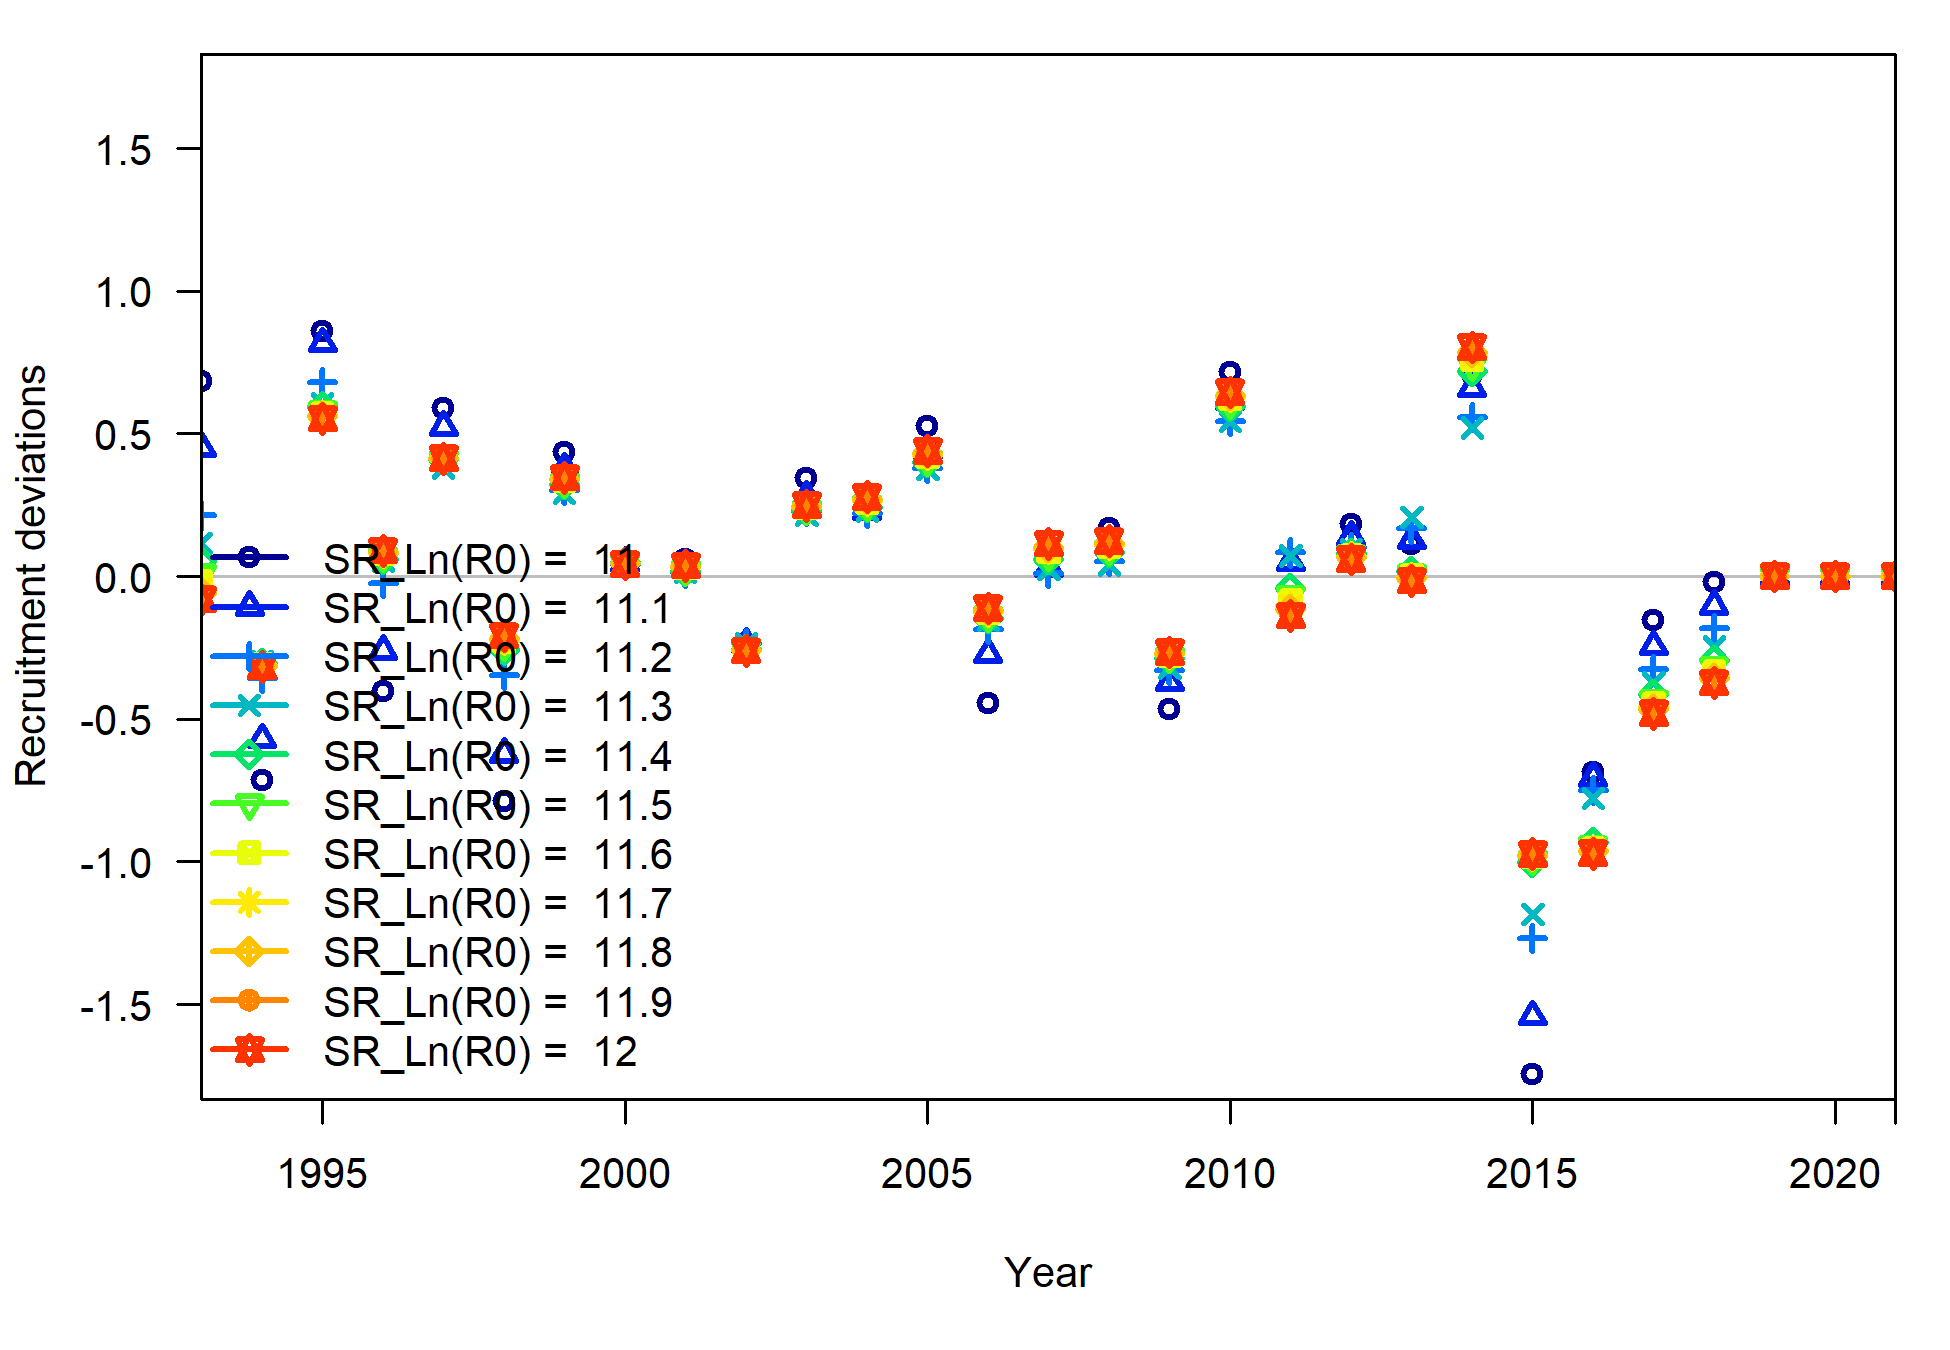 1.5
1.0
0.5
0.0
-0.5
-1.0
-1.5
Recruitment deviations
SR_Ln(R0) = 11
SR_Ln(R0) = 11.1
SR_Ln(R0) = 11.2
SR_Ln(R0) = 11.3
SR_Ln(R0) = 11.4
SR_Ln(R0) = 11.5
SR_Ln(R0) = 11.6
SR_Ln(R0) = 11.7
SR_Ln(R0) = 11.8
SR_Ln(R0) = 11.9
SR_Ln(R0) = 12
1995 2000 2005 2010 2015 2020
Year